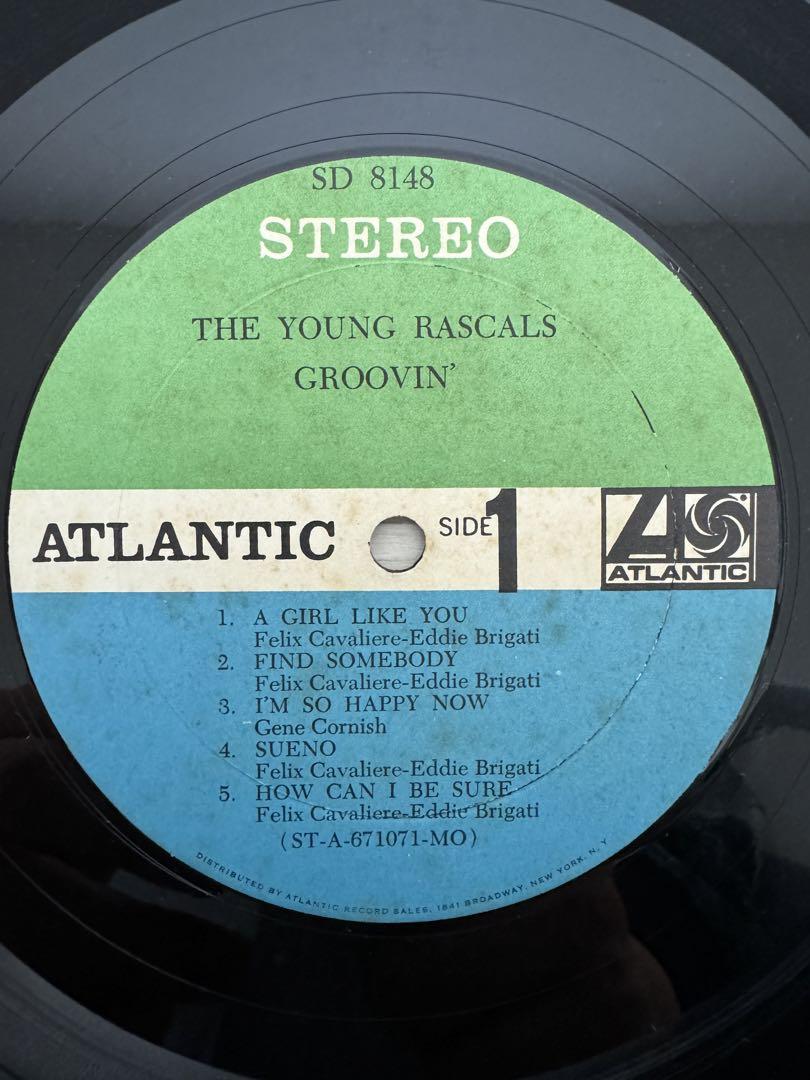 SD 8148
STEREO
THE YOUNG RASCALS
GROOVIN'
ATLANTIC
SIDE 1
ATLANTIC
1. A GIRL LIKE YOU
Felix Cavaliere-Eddie Brigati
2. FIND SOMEBODY
Felix Cavaliere-Eddie Brigati
3. I'M SO HAPPY NOW
Gene Cornish
4. SUENO
Felix Cavaliere-Eddie Brigati
5. HOW CAN I BE SURE
Felix Cavaliere-Eddie Brigati
(ST-A-671071-MO)
DISTRIBUTED BY ATLANTIC RECORD SALES, 1841 BROADWAY, NEW YORK, N. Y